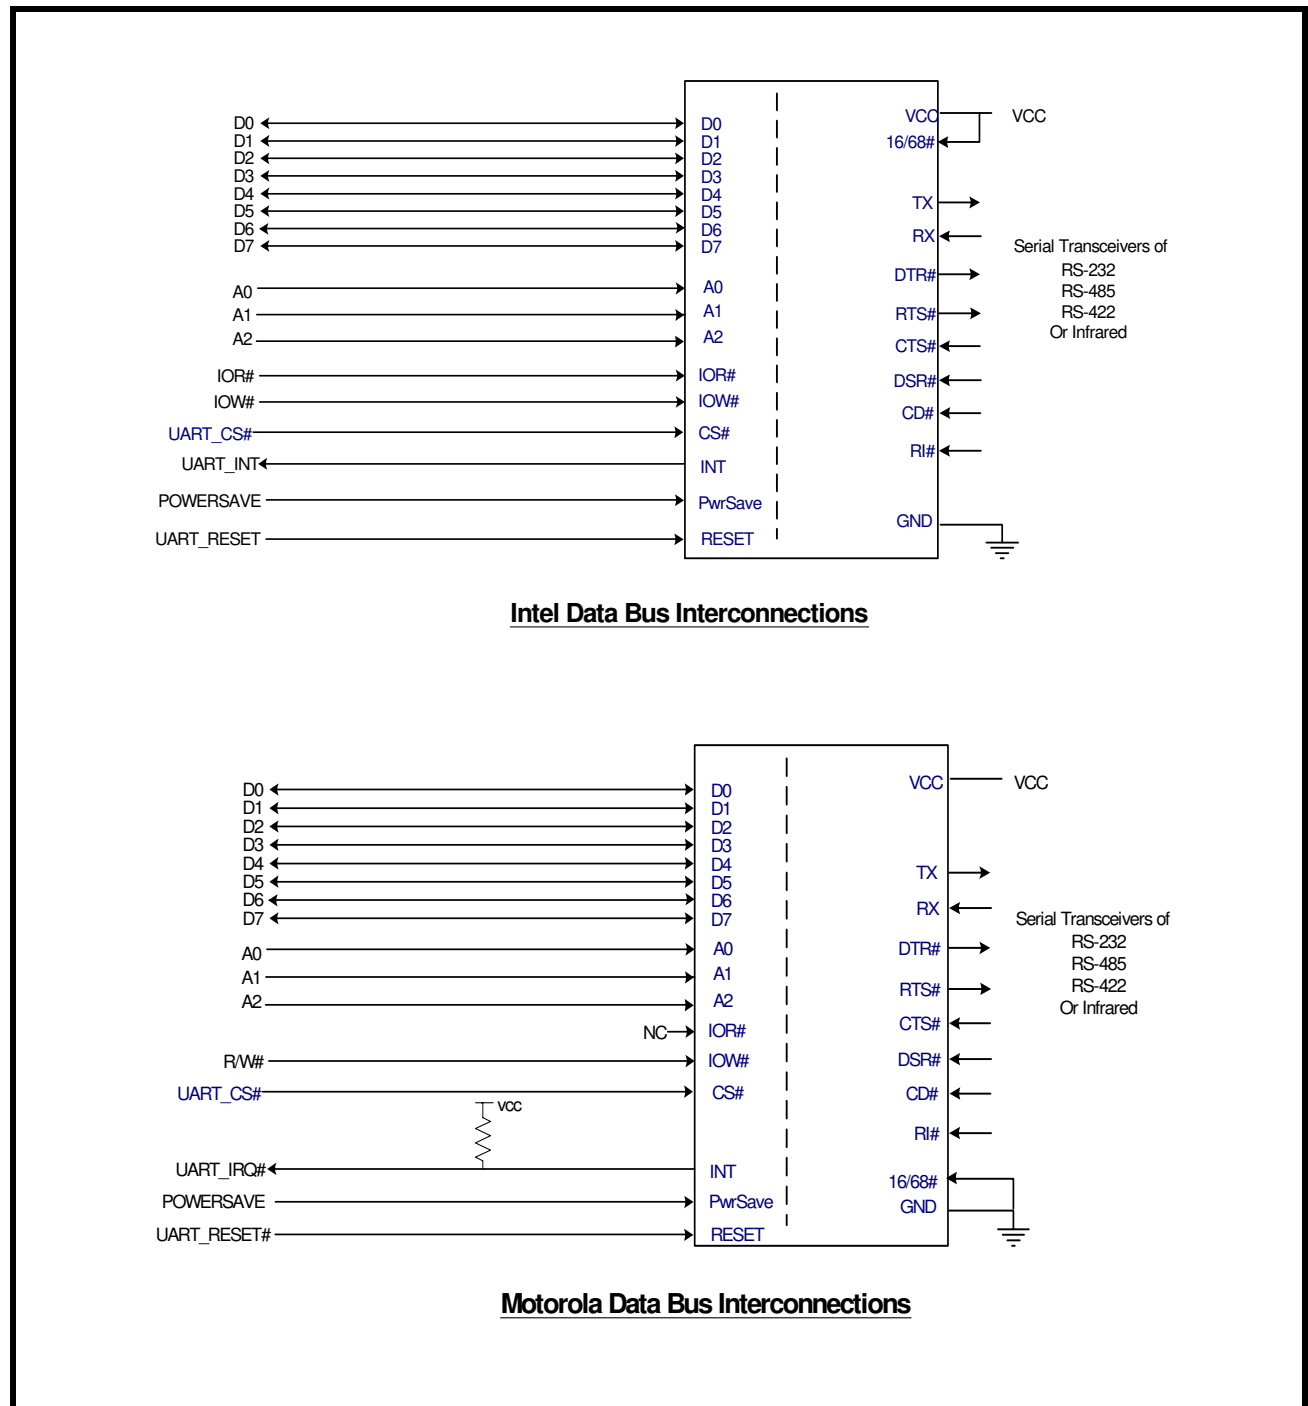 D0 D0
D1 D1
D2 D2
D3 D3
D4 D4
D5 D5
D6 D6
D7 D7
A0 A0
A1 A1
A2 A2
IOR# IOR#
IOW# IOW#
UART_CS# CS#
UART_INT INT
POWERSAVE PwrSave
UART_RESET RESET
VCC VCC
16/68#
TX
RX
DTR#
RTS#
CTS#
DSR#
CD#
RI#
GND
Serial Transceivers of
RS-232
RS-485
RS-422
Or Infrared
Intel Data Bus Interconnections
D0 D0
D1 D1
D2 D2
D3 D3
D4 D4
D5 D5
D6 D6
D7 D7
A0 A0
A1 A1
A2 A2
NC IOR#
R/W# IOW#
UART_CS# CS#
VCC
UART_IRQ# INT
POWERSAVE PwrSave
UART_RESET# RESET
VCC VCC
TX
RX
DTR#
RTS#
CTS#
DSR#
CD#
RI#
16/68#
GND
Serial Transceivers of
RS-232
RS-485
RS-422
Or Infrared
Motorola Data Bus Interconnections